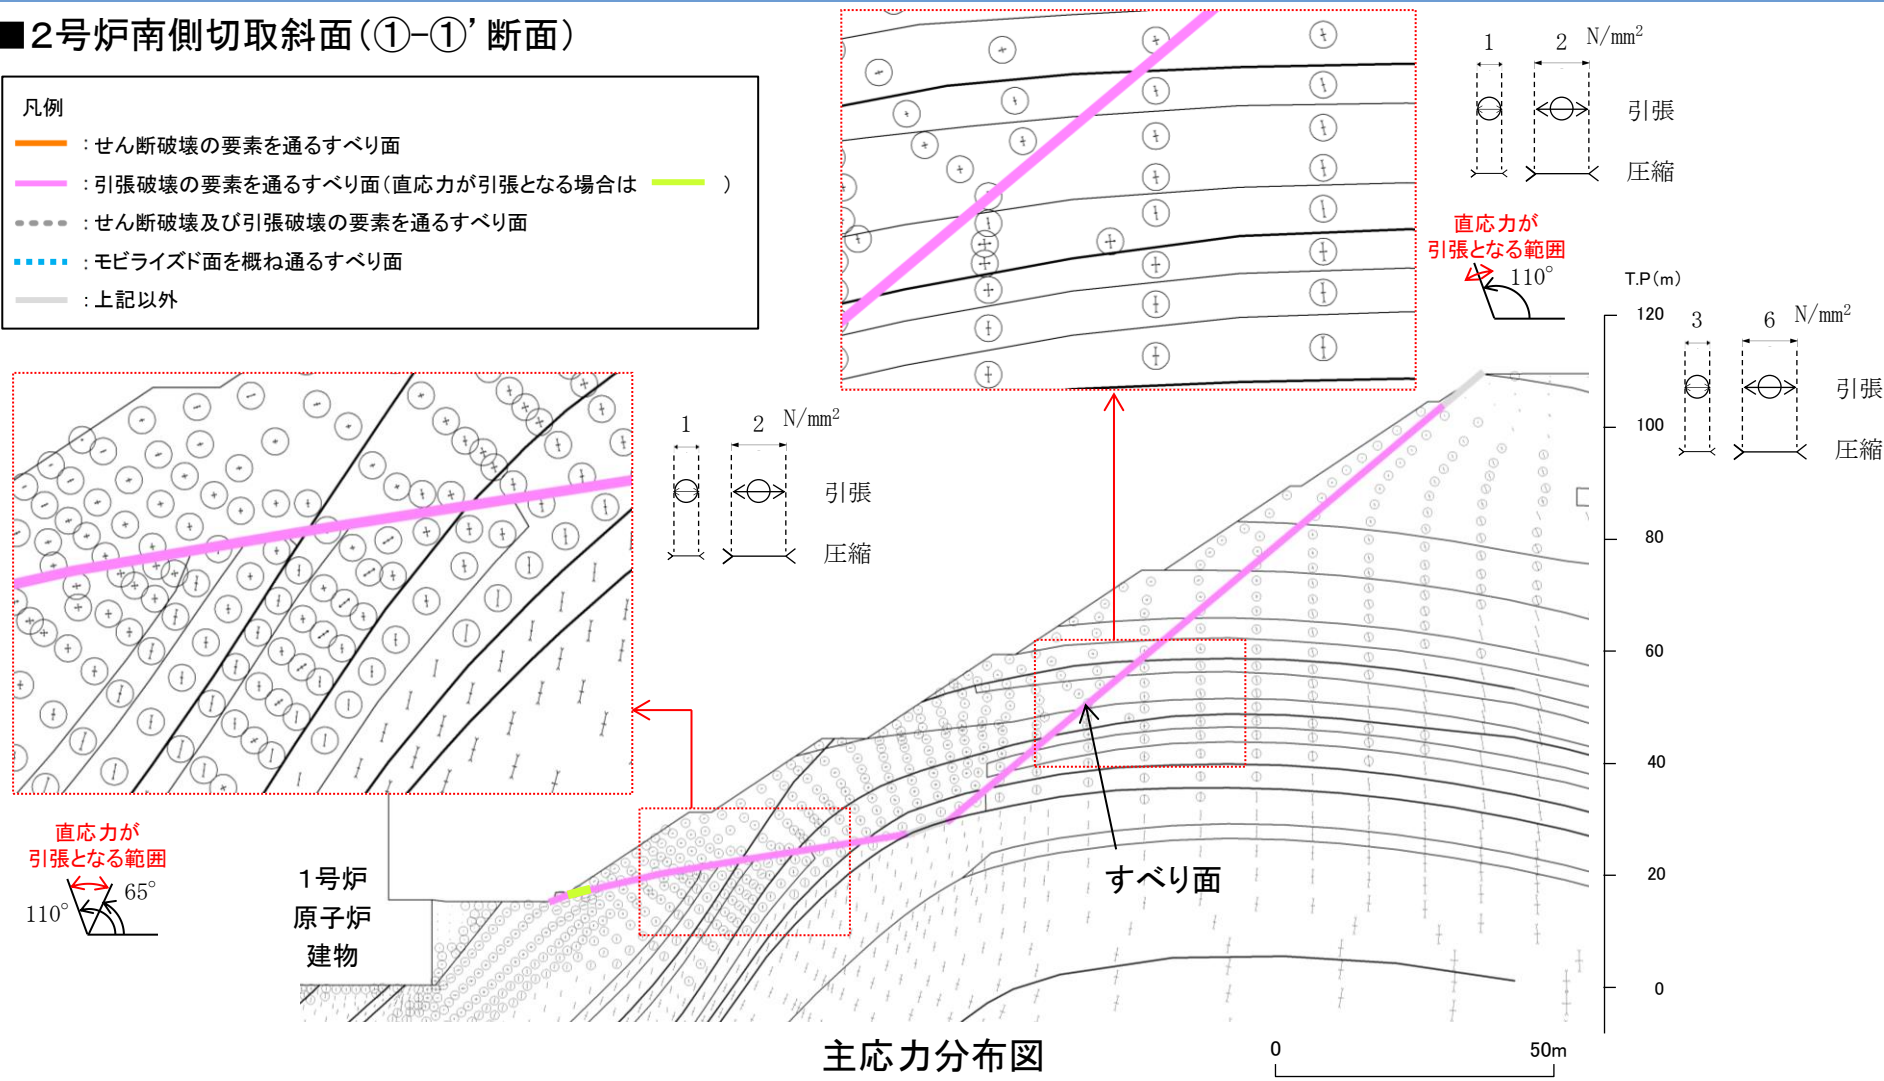 ■2号炉南側切取斜面(①-①’断面)
凡例
：せん断破壊の要素を通るすべり面
：引張破壊の要素を通るすべり面(直応力が引張となる場合は　　　)
：せん断破壊及び引張破壊の要素を通るすべり面
：モビライズド面を概ね通るすべり面
：上記以外
1 2 N/mm²
引張
圧縮
直応力が
引張となる範囲
110°
T.P(m)
120
100
80
60
40
20
0
3 6 N/mm²
引張
圧縮
1 2 N/mm²
引張
圧縮
直応力が
引張となる範囲
110° 65°
1号炉
原子炉
建物
すべり面
主応力分布図
0 50m